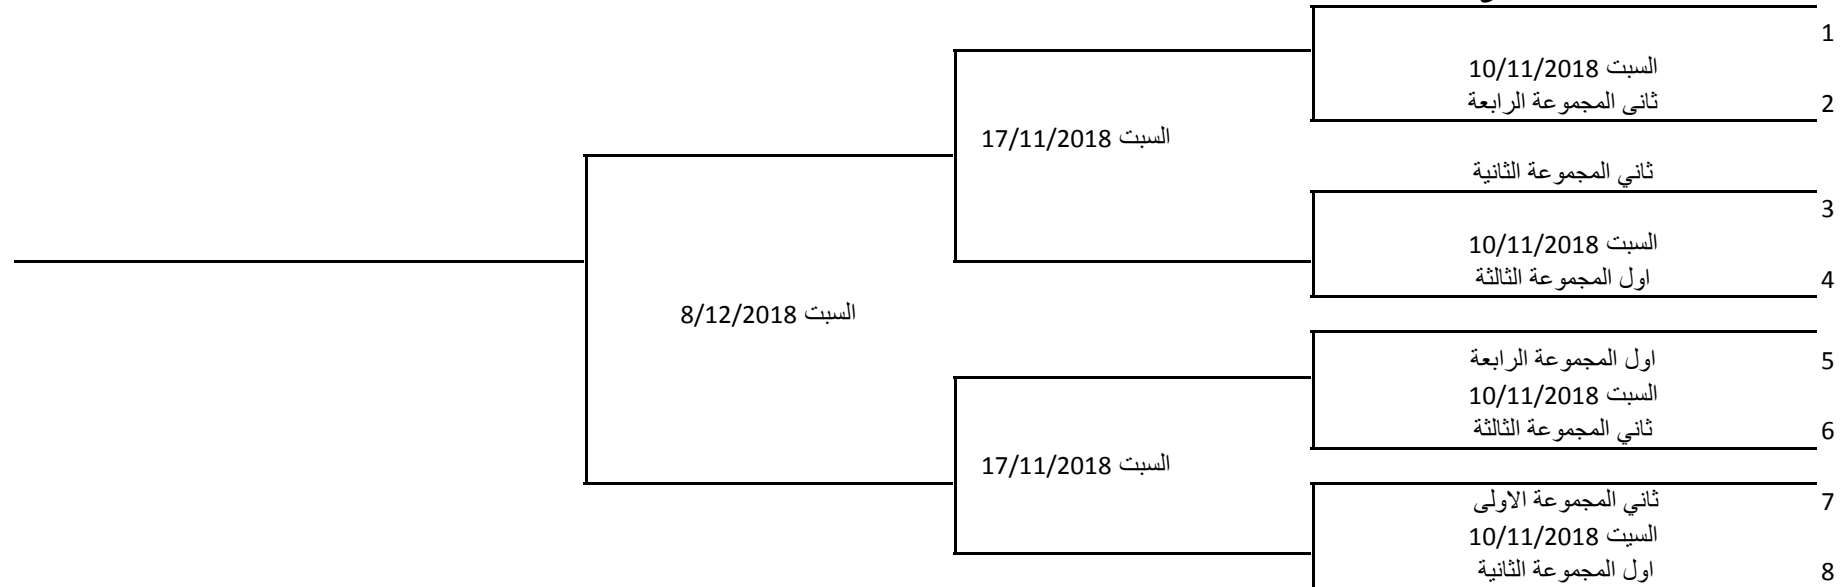 1
السبت 10/11/2018
ثانى المجموعة الرابعة 2
السبت 17/11/2018
ثاني المجموعة الثانية
3
السبت 10/11/2018
اول المجموعة الثالثة 4
السبت 8/12/2018
اول المجموعة الرابعة 5
السبت 10/11/2018
ثاني المجموعة الثالثة 6
السبت 17/11/2018
ثاني المجموعة الاولى 7
السيت 10/11/2018
اول المجموعة الثانية 8